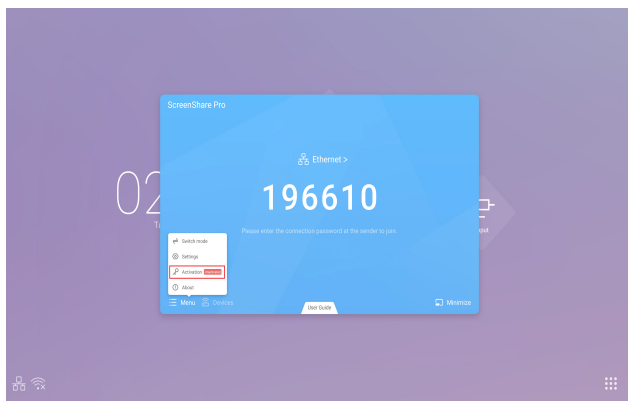 ScreenShare Pro
Ethernet >
196610
02
Please enter the connection password at the sender to join.
Switch mode
Settings
Activation
About
Menu
Devices
User Guide
Minimize